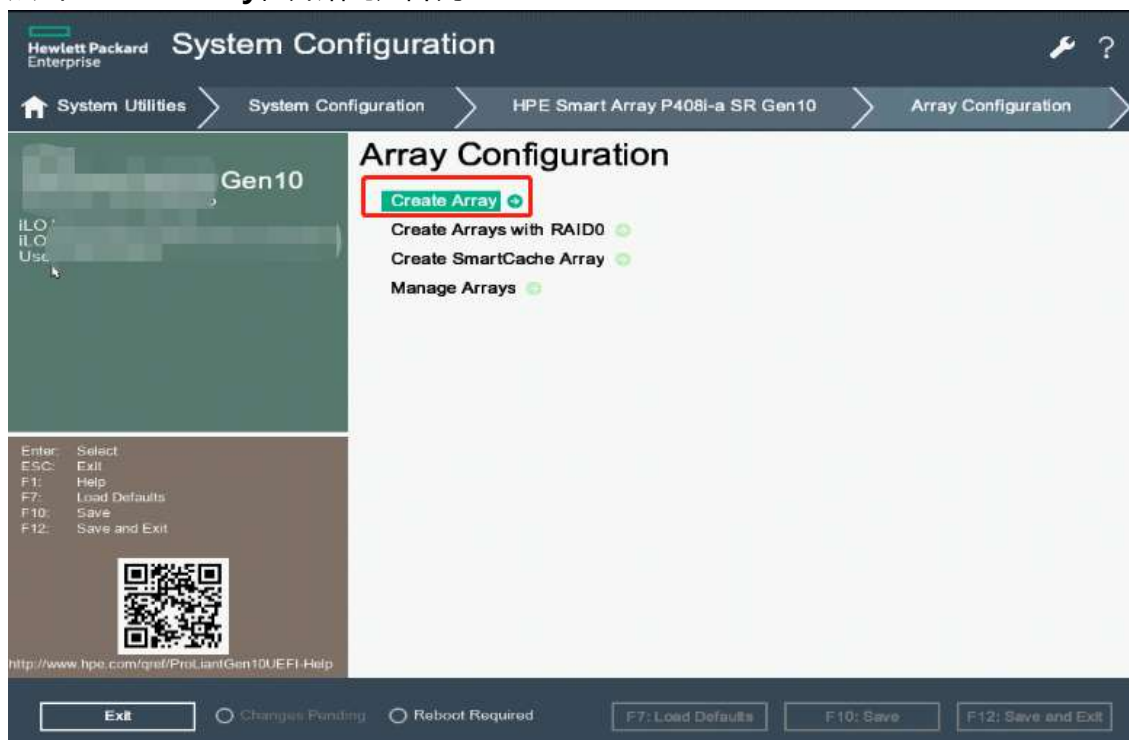 Hewlett Packard
Enterprise
System Configuration
?
System Utilities
System Configuration
HPE Smart Array P408i-a SR Gen10
Array Configuration
Gen10
iLO
iLO
Use
Array Configuration
Create Array
Create Arrays with RAID0
Create SmartCache Array
Manage Arrays
Enter: Select
ESC: Exit
F1: Help
F7: Load Defaults
F10: Save
F12: Save and Exit
http://www.hpe.com/qref/ProLiantGen10UEFI-Help
Exit
Changes Pending
Reboot Required
F7: Load Defaults
F10: Save
F12: Save and Exit